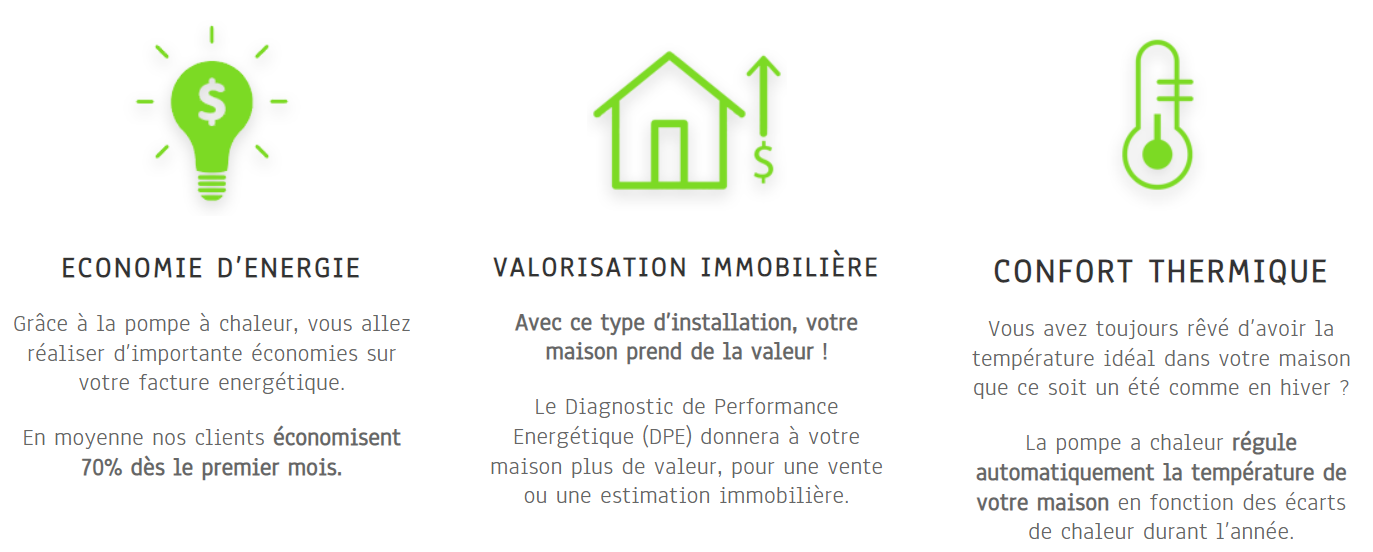 $
$
ECONOMIE D'ENERGIE
Grâce à la pompe à chaleur, vous allez
réaliser d'importante économies sur
votre facture energétique.
En moyenne nos clients économisent
70% dès le premier mois.
VALORISATION IMMOBILIÈRE
Avec ce type d'installation, votre
maison prend de la valeur !
Le Diagnostic de Performance
Energétique (DPE) donnera à votre
maison plus de valeur, pour une vente
ou une estimation immobilière.
CONFORT THERMIQUE
Vous avez toujours rêvé d'avoir la
température idéal dans votre maison
que ce soit un été comme en hiver ?
La pompe a chaleur régule
automatiquement la température de
votre maison en fonction des écarts
de chaleur durant l'année.